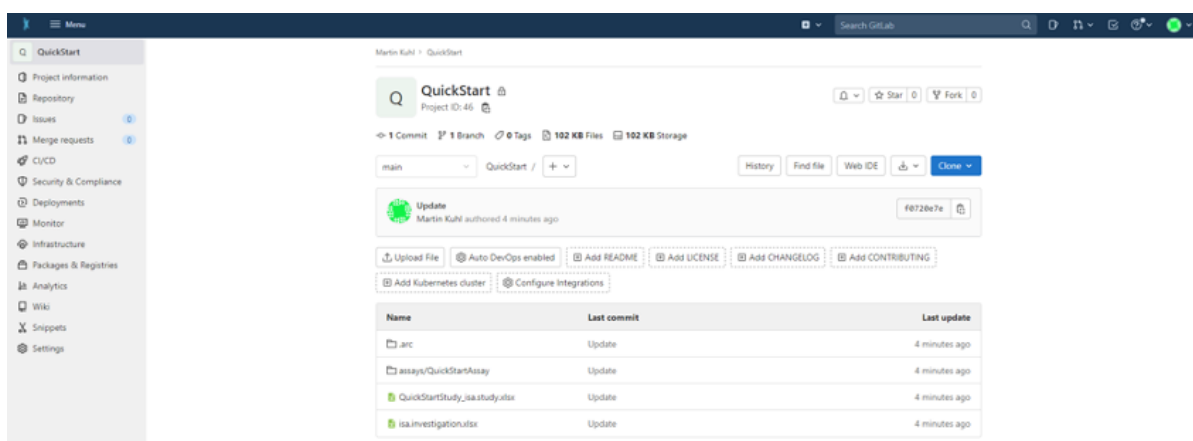 Menu
Search GitLab
Q QuickStart
Project information
Repository
Issues 0
Merge requests 0
CI/CD
Security & Compliance
Deployments
Monitor
Infrastructure
Packages & Registries
Analytics
Wiki
Snippets
Settings
Martin Kuhl › QuickStart
Q
QuickStart
Project ID: 46
1 Commit 1 Branch 0 Tags 102 KB Files 102 KB Storage
Star 0 Fork 0
main QuickStart / + History Find file Web IDE Clone
Update
Martin Kuhl authored 4 minutes ago
f0720e7e
Upload File Auto DevOps enabled Add README Add LICENSE Add CHANGELOG Add CONTRIBUTING
Add Kubernetes cluster Configure Integrations
Name Last commit Last update
.arc Update 4 minutes ago
assays/QuickStartAssay Update 4 minutes ago
QuickStartStudy_isa.study.xlsx Update 4 minutes ago
isa.investigation.xlsx Update 4 minutes ago